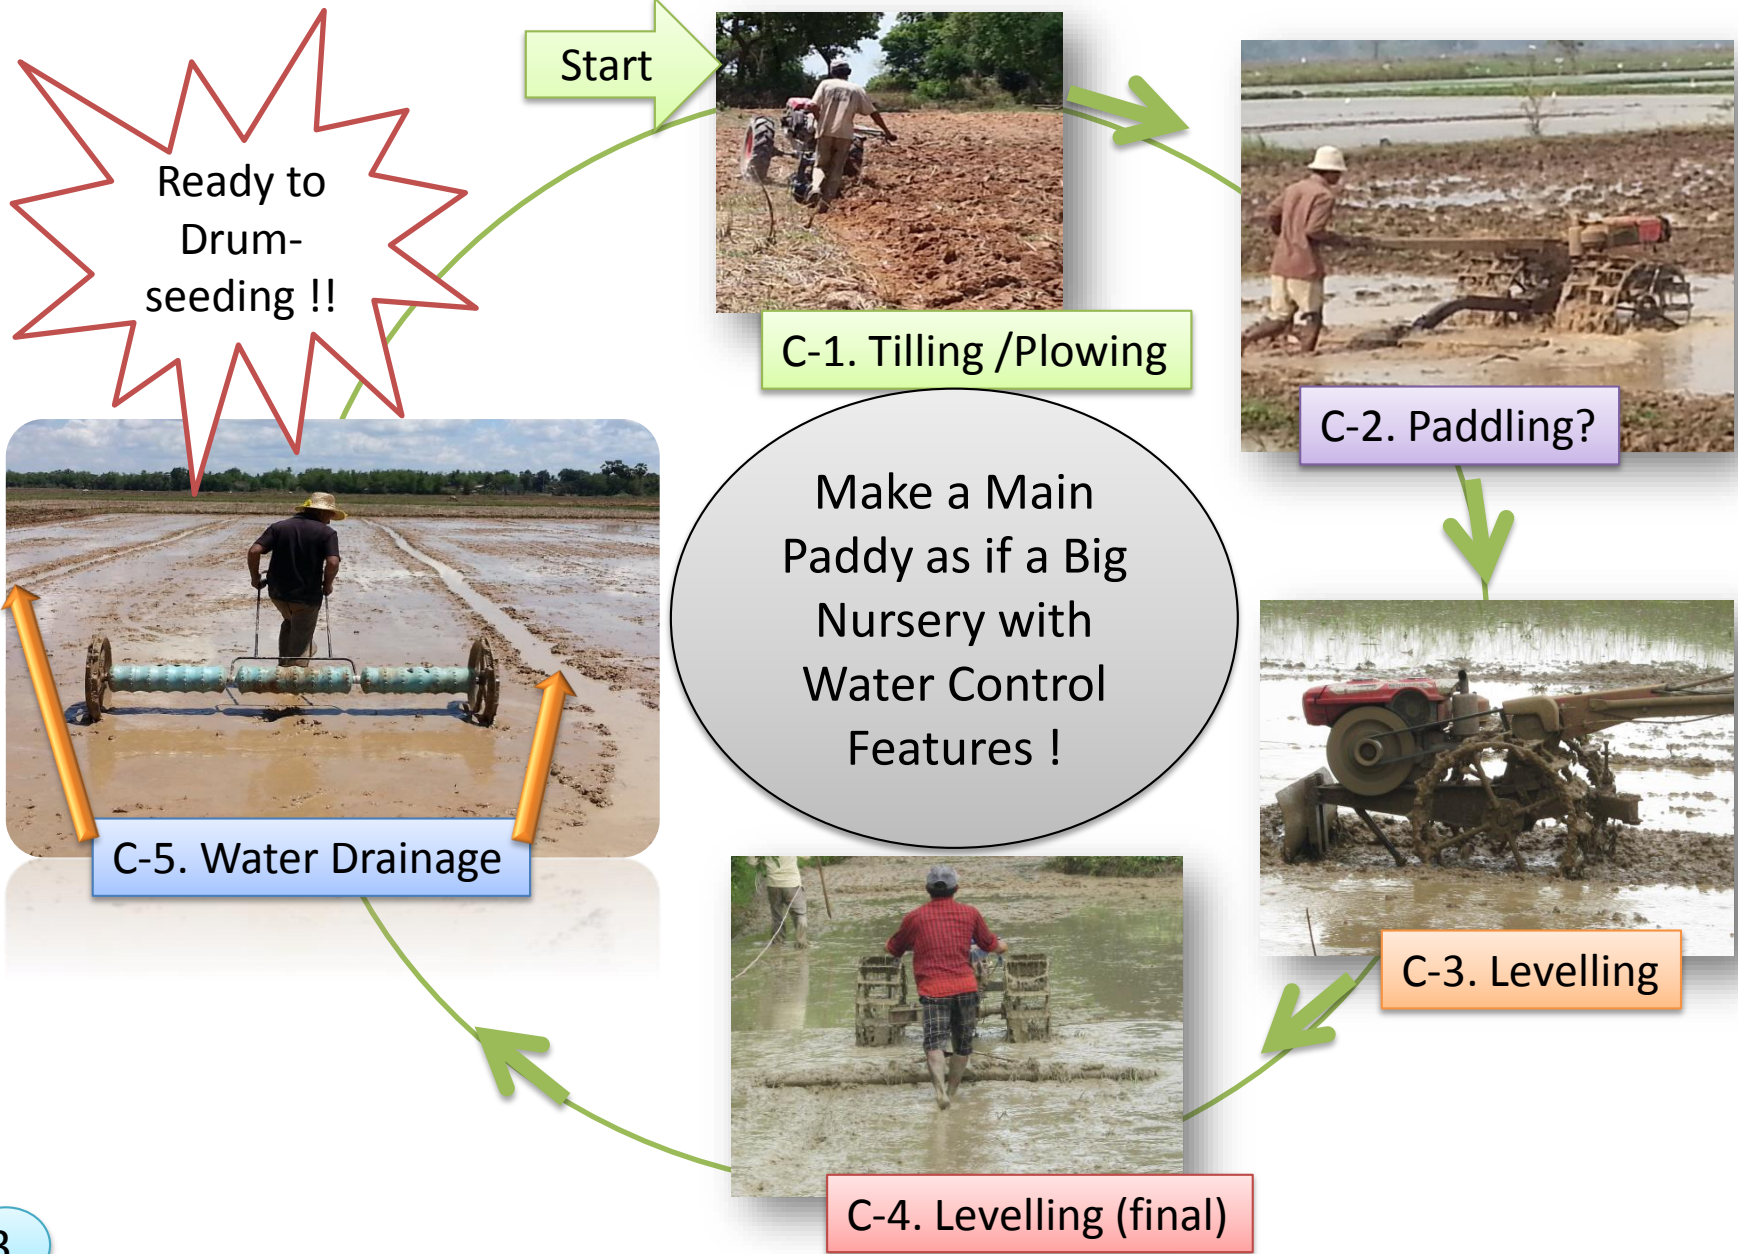 Start
Ready to
Drum-
seeding !!
C-1. Tilling /Plowing
C-2. Paddling?
Make a Main
Paddy as if a Big
Nursery with
Water Control
Features !
C-3. Levelling
C-4. Levelling (final)
C-5. Water Drainage